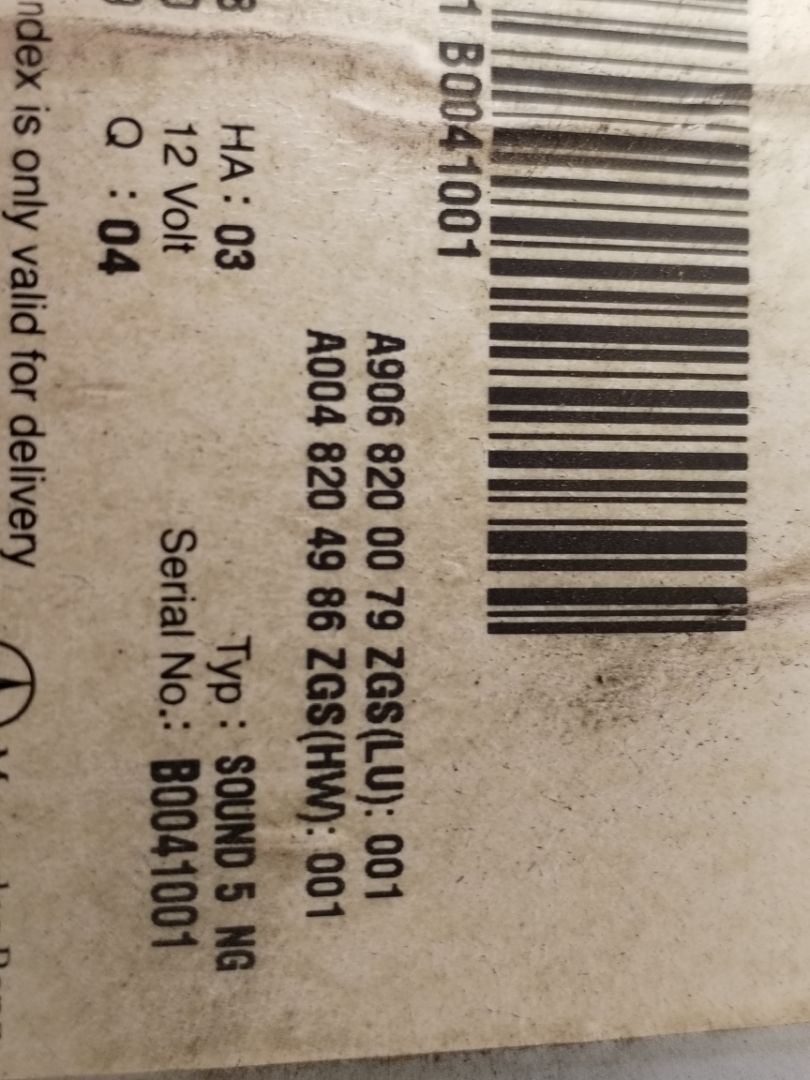 1 B0041001
A906 820 00 79 ZGS(LU): 001
A004 820 49 86 ZGS(HW): 001
HA : 03 Typ : SOUND 5 NG
12 Volt Serial No.: B0041001
Q : 04
ndex is only valid for delivery